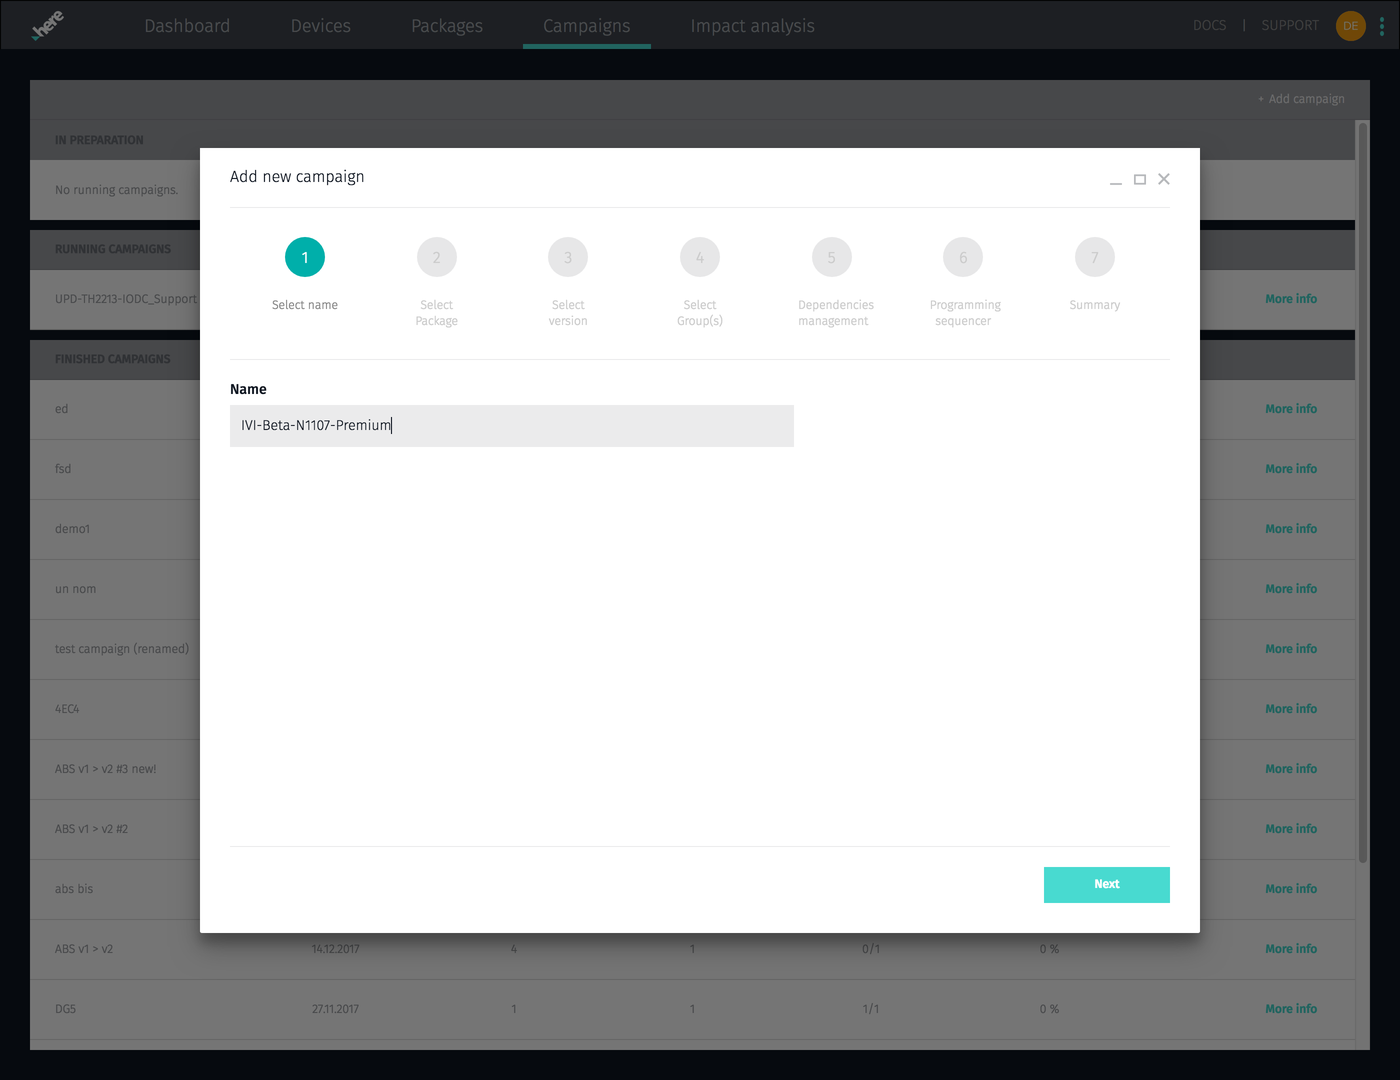 here Dashboard Devices Packages Campaigns Impact analysis DOCS | SUPPORT DE
+ Add campaign
IN PREPARATION
No running campaigns.
RUNNING CAMPAIGNS
UPD-TH2213-IODC_Support More info
FINISHED CAMPAIGNS
ed More info
fsd More info
demo1 More info
un nom More info
test campaign (renamed) More info
4EC4 More info
ABS v1 > v2 #3 new! More info
ABS v1 > v2 #2 More info
abs bis More info
ABS v1 > v2 14.12.2017 4 1 0/1 0 % More info
DG5 27.11.2017 1 1 1/1 0 % More info
Add new campaign
1 2 3 4 5 6 7
Select name Select Select Select Dependencies Programming Summary
Package version Group(s) management sequencer
Name
IVI-Beta-N1107-Premium
Next